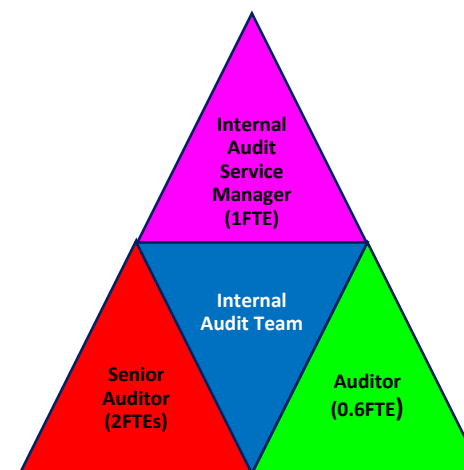 Internal
Audit
Service
Manager
(1FTE)
Internal
Audit Team
Senior
Auditor
(2FTEs)
Auditor
(0.6FTE)